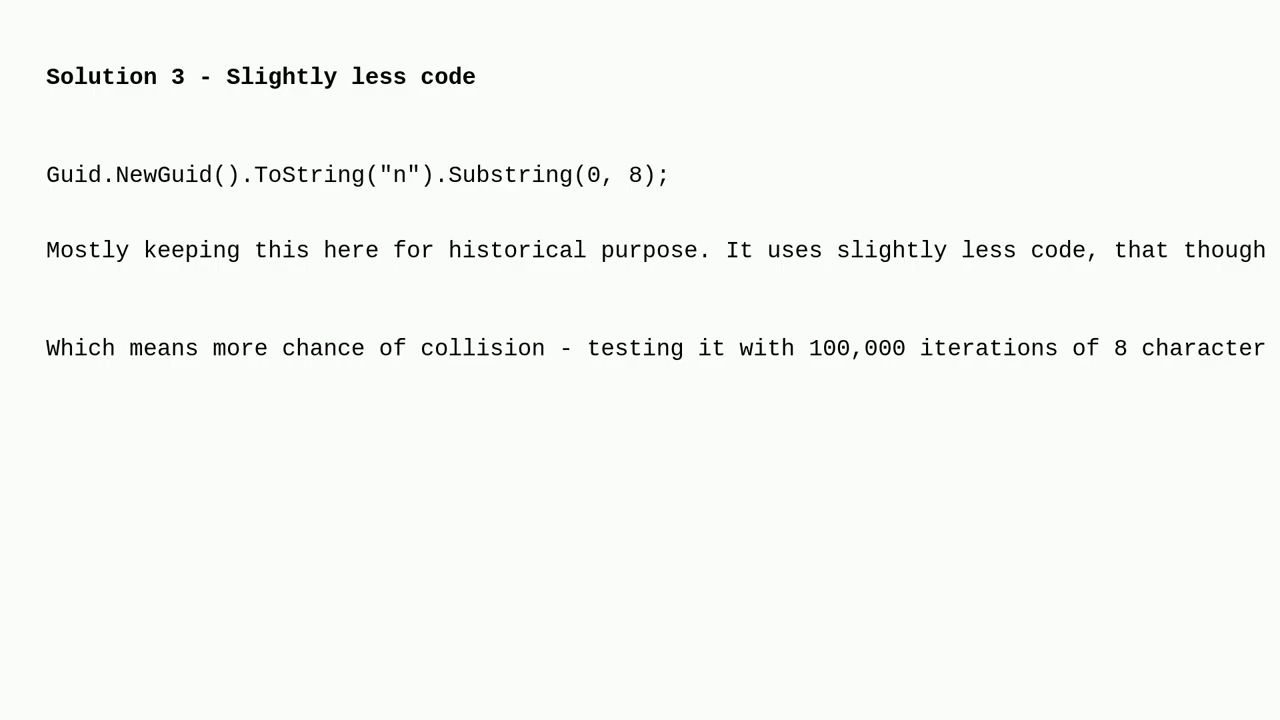 Solution 3 - Slightly less code
Guid.NewGuid().ToString("n").Substring(0, 8);
Mostly keeping this here for historical purpose. It uses slightly less code, that though
Which means more chance of collision - testing it with 100,000 iterations of 8 character